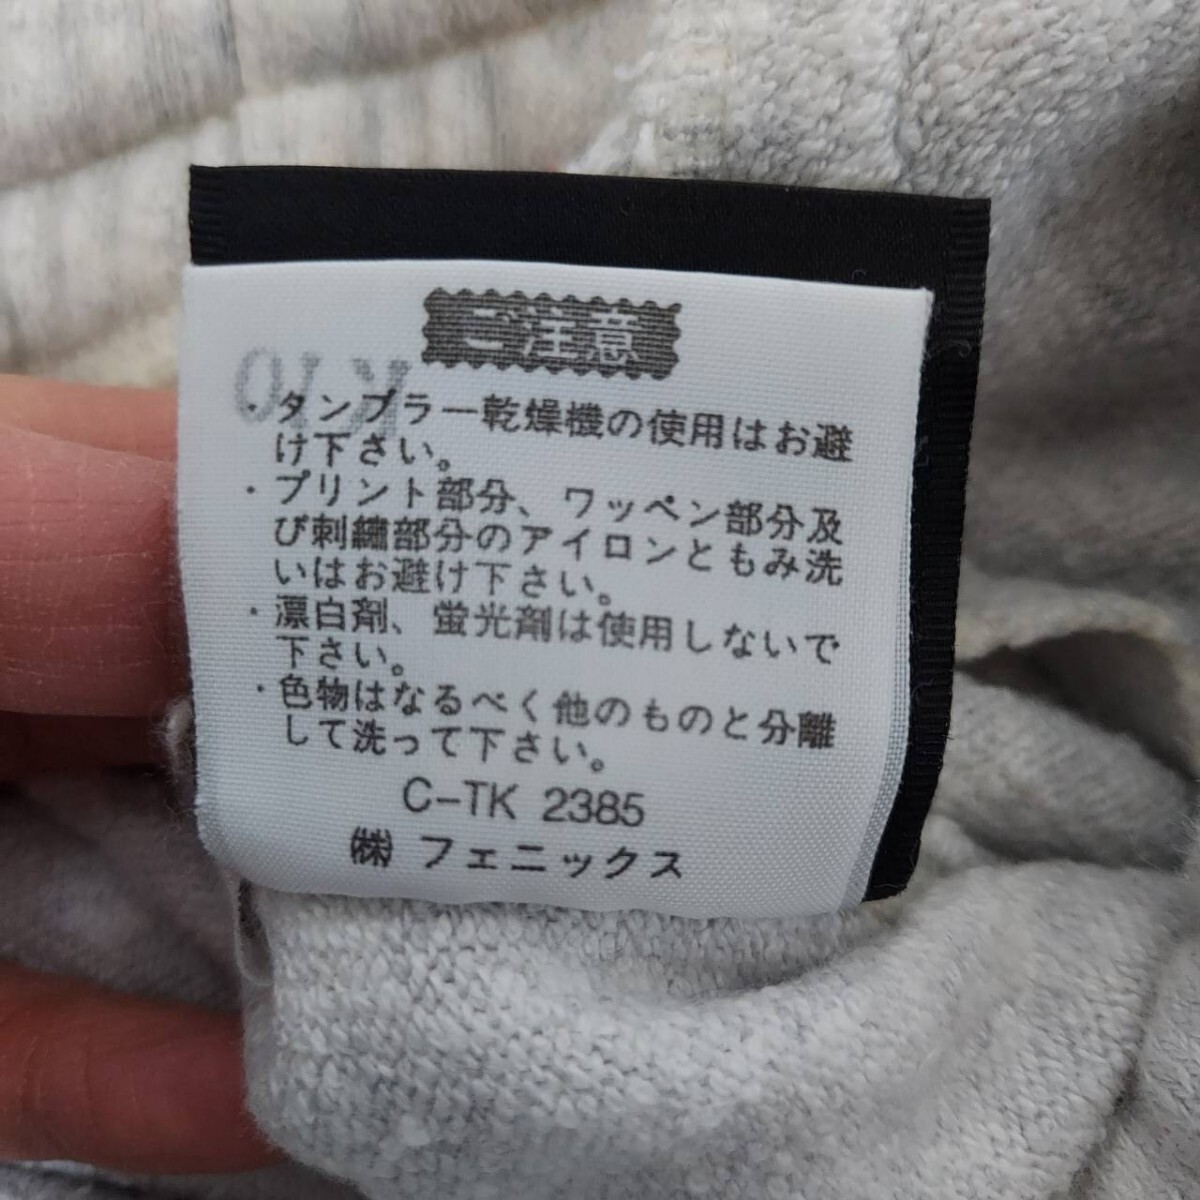 ご注意
・タンブラー乾燥機の使用はお避
け下さい。
・プリント部分、ワッペン部分及
び刺繍部分のアイロンともみ洗
いはお避け下さい。
・漂白剤、蛍光剤は使用しないで
下さい。
・色物はなるべく他のものと分離
して洗って下さい。
C-TK 2385
㈱ フェニックス